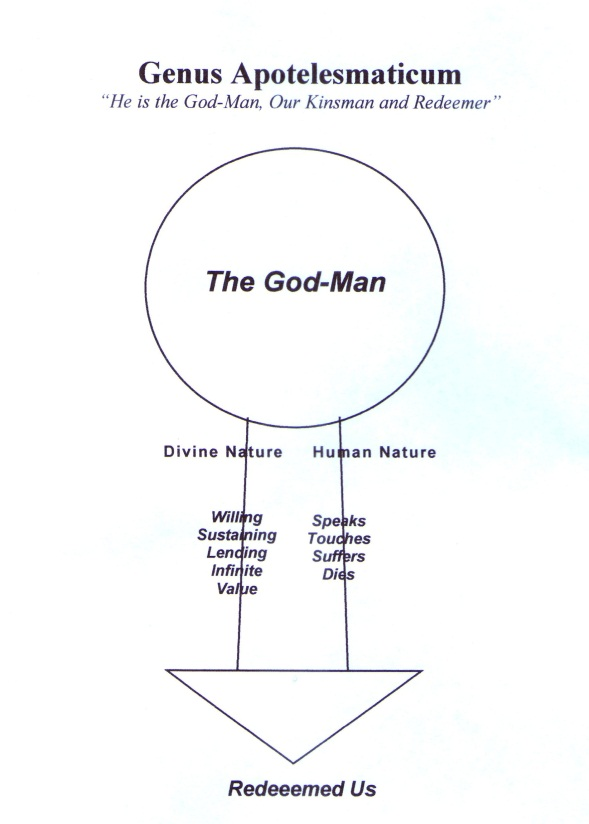 Genus Apotelesmaticum
“He is the God-Man, Our Kinsman and Redeemer”
The God-Man
Divine Nature Human Nature
Willing
Sustaining
Lending
Infinite
Value
Speaks
Touches
Suffers
Dies
Redeeemed Us